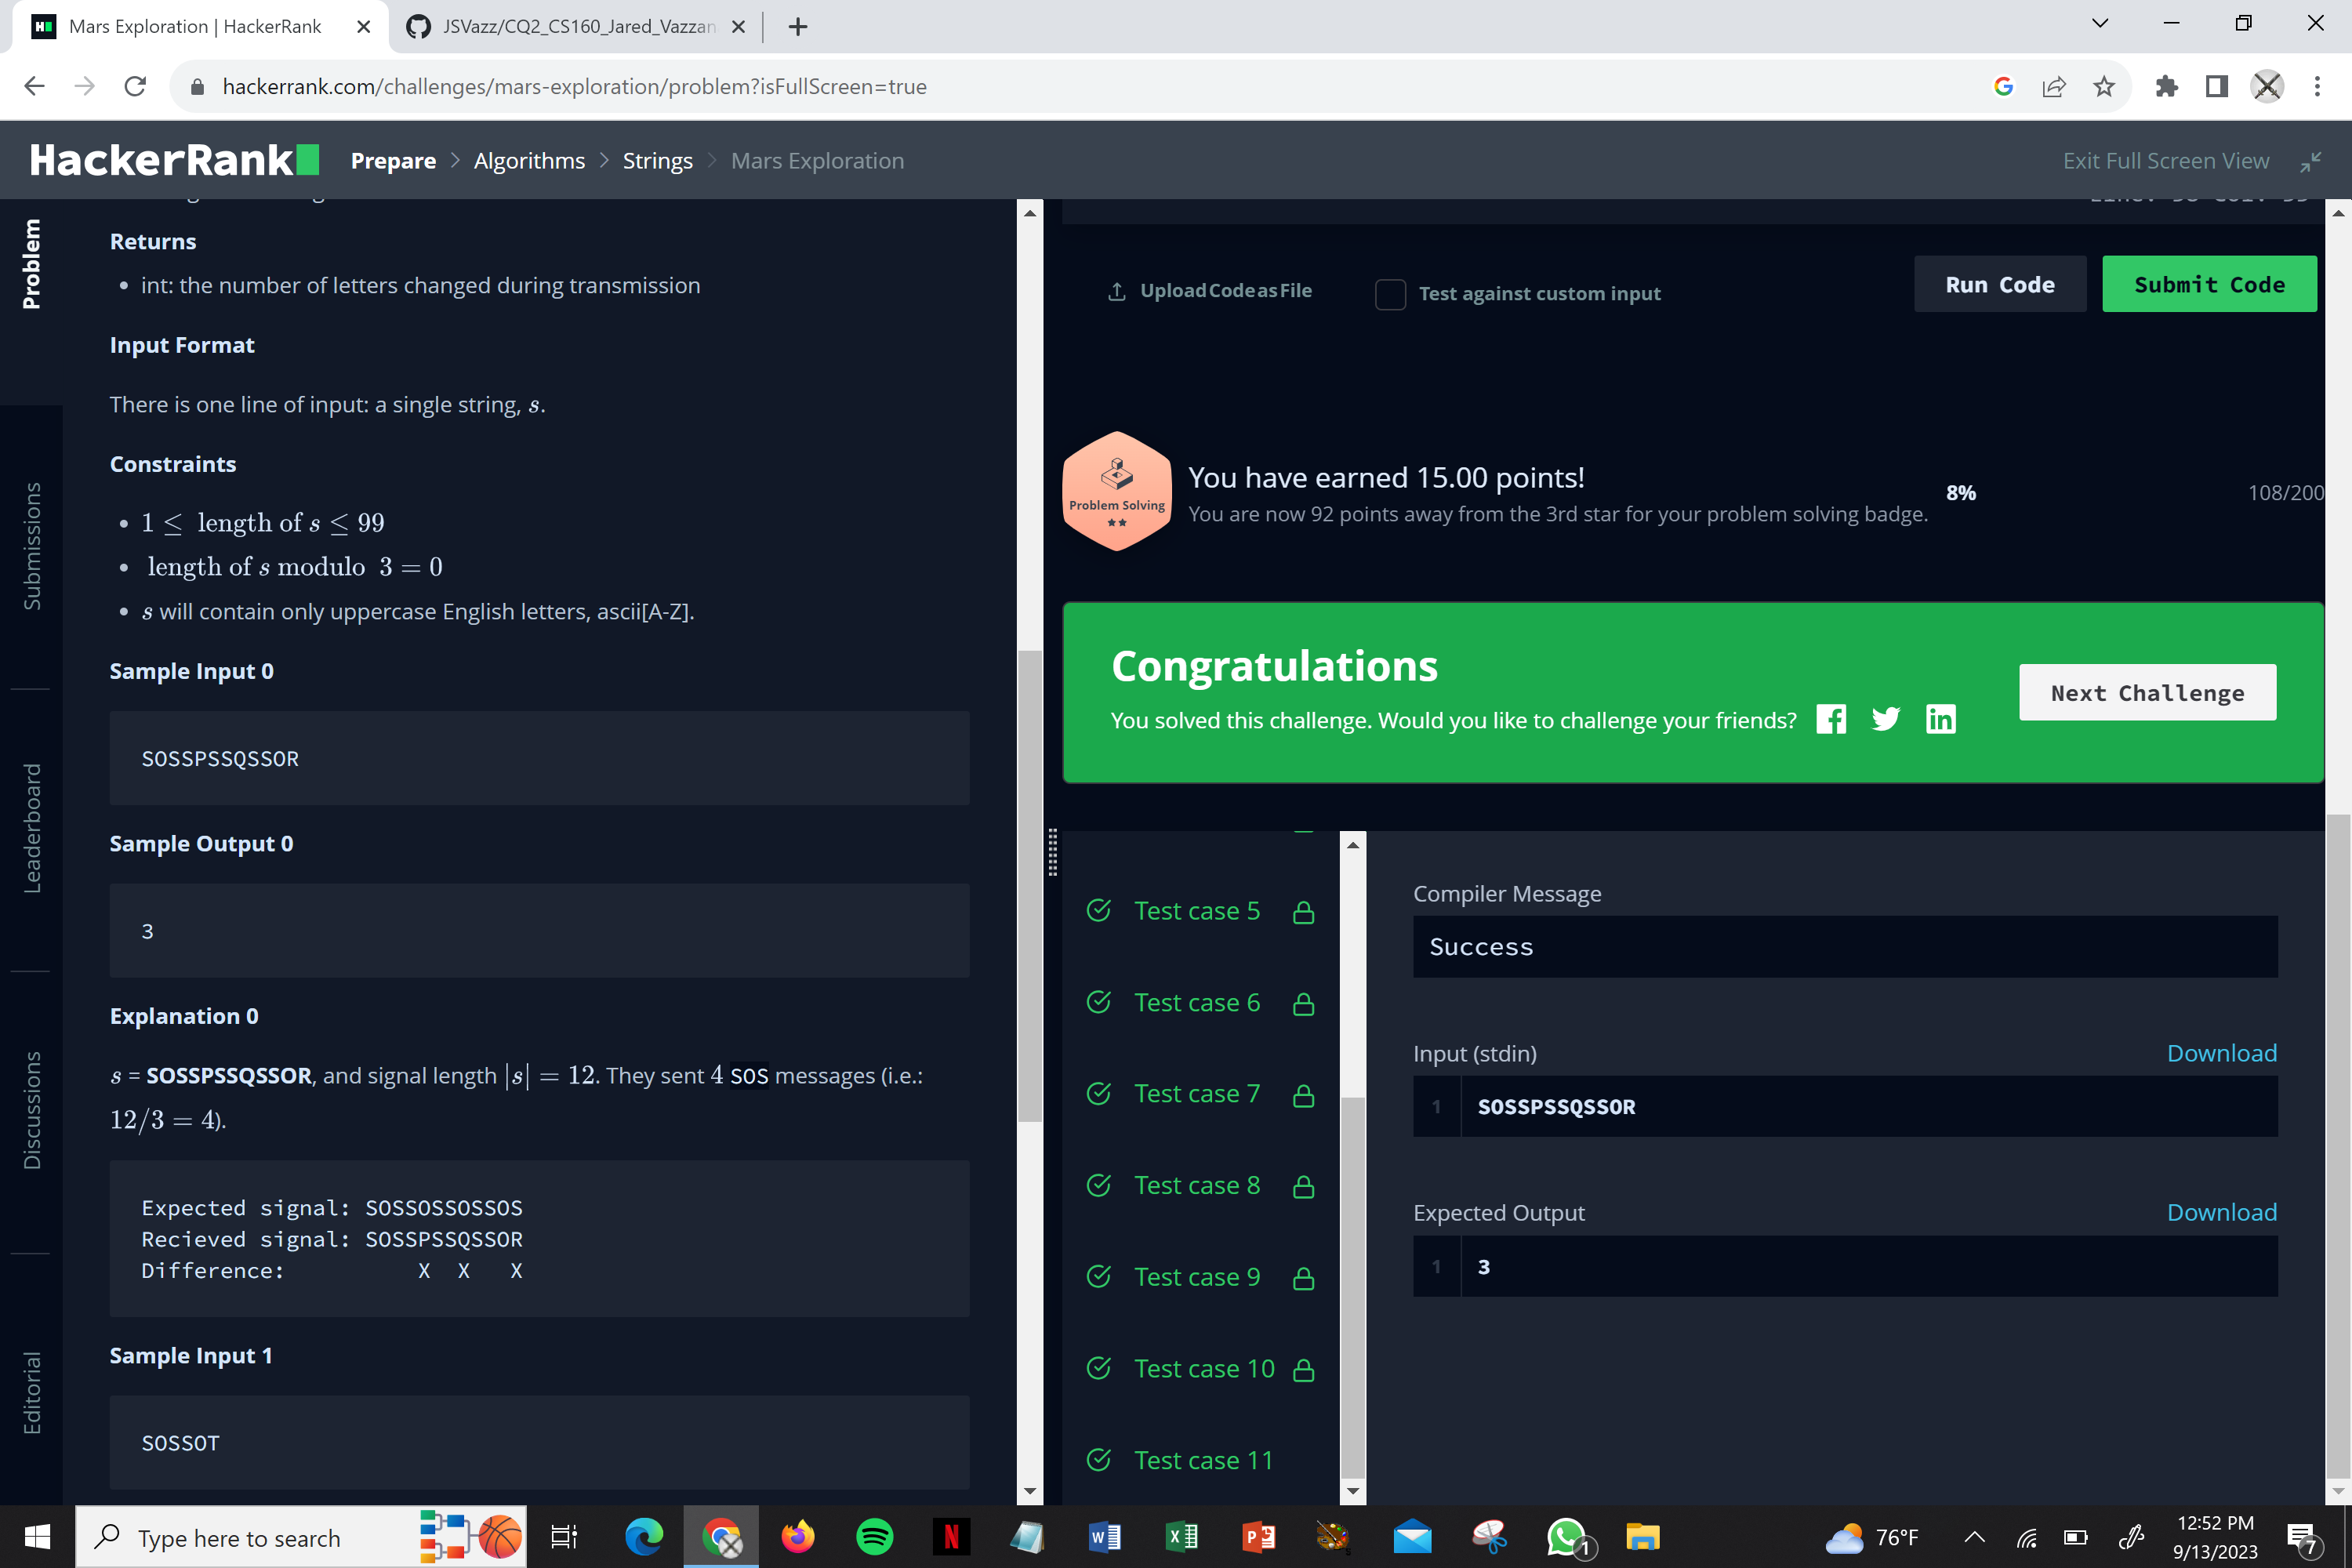 Mars Exploration | HackerRank
JSVazz/CQ2_CS160_Jared_Vazzan
hackerrank.com/challenges/mars-exploration/problem?isFullScreen=true
HackerRank
Prepare > Algorithms > Strings > Mars Exploration
Exit Full Screen View
Problem
Submissions
Leaderboard
Discussions
Editorial
Returns
• int: the number of letters changed during transmission
Input Format
There is one line of input: a single string, s.
Constraints
• 1 ≤ length of s ≤ 99
• length of s modulo 3 = 0
• s will contain only uppercase English letters, ascii[A-Z].
Sample Input 0
SOSSPSSQSSOR
Sample Output 0
3
Explanation 0
s = SOSSPSSQSSOR, and signal length |s| = 12. They sent 4 SOS messages (i.e.:
12/3 = 4).
Expected signal: SOSSOSSOSSOS
Recieved signal: SOSSPSSQSSOR
Difference:          X  X   X
Sample Input 1
SOSSOT
Upload Code as File
Test against custom input
Run Code
Submit Code
Problem Solving
You have earned 15.00 points!
You are now 92 points away from the 3rd star for your problem solving badge.
8%
108/200
Congratulations
You solved this challenge. Would you like to challenge your friends?
Next Challenge
Test case 5
Test case 6
Test case 7
Test case 8
Test case 9
Test case 10
Test case 11
Compiler Message
Success
Input (stdin)
Download
1 SOSSPSSQSSOR
Expected Output
Download
1 3
Type here to search
76°F
12:52 PM
9/13/2023
1
7